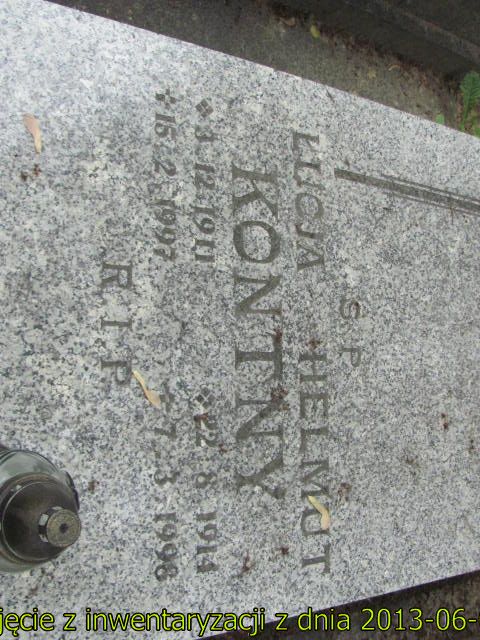 Ś.P.
ŁUCJA HELMUT
KONTNY
3 12 1911 22 8 1914
15 2 1997 7 3 1998
R.I.P
jęcie z inwentaryzacji z dnia 2013-06-